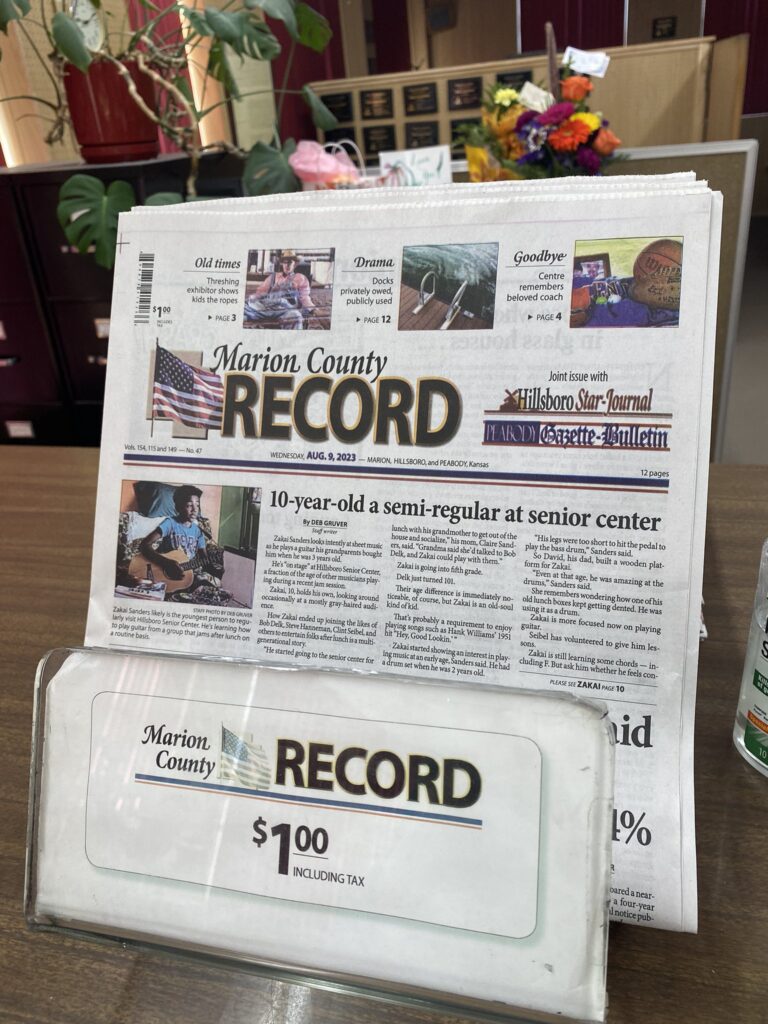 Old times
Threshing
exhibitor shows
kids the ropes
▶ PAGE 3
Drama
Docks
privately owed,
publicly used
▶ PAGE 12
Goodbye
Centre
remembers
beloved coach
▶ PAGE 4
$1.00
INCLUDES
TAX
Marion County
RECORD
Joint issue with
Hillsboro Star-Journal
PEABODY Gazette-Bulletin
Vols. 154, 115 and 149 — No. 47
WEDNESDAY, AUG. 9, 2023 — MARION, HILLSBORO, and PEABODY, Kansas
12 pages
10-year-old a semi-regular at senior center
STAFF PHOTO BY DEB GRUVER
Zakai Sanders likely is the youngest person to regu-
larly visit Hillsboro Senior Center. He's learning how
to play guitar from a group that jams after lunch on
a routine basis.
By DEB GRUVER
Staff writer
Zakai Sanders looks intently at sheet music
as he plays a guitar his grandparents bought
him when he was 3 years old.
He's "on stage" at Hillsboro Senior Center,
a fraction of the age of other musicians play-
ing during a recent jam session.
Zakai, 10, holds his own, looking around
occasionally at a mostly gray-haired audi-
ence.
How Zakai ended up joining the likes of
Bob Delk, Steve Hanneman, Clint Seibel, and
others to entertain folks after lunch is a multi-
generational story.
"He started going to the senior center for
lunch with his grandmother to get out of the
house and socialize," his mom, Claire Sand-
ers, said. "Grandma said she'd talked to Bob
Delk, and Zakai could play with them."
Zakai is going into fifth grade.
Delk just turned 101.
Their age difference is immediately no-
ticeable, of course, but Zakai is an old-soul
kind of kid.
That's probably a requirement to enjoy
playing songs such as Hank Williams' 1951
hit "Hey, Good Lookin.'"
Zakai started showing an interest in play-
ing music at an early age, Sanders said. He had
a drum set when he was 2 years old.
"His legs were too short to hit the pedal to
play the bass drum," Sanders said.
So David, his dad, built a wooden plat-
form for Zakai.
"Even at that age, he was amazing at the
drums," Sanders said.
She remembers wondering how one of his
old lunch boxes kept getting dented. He was
using it as a drum.
Zakai is more focused now on playing
guitar.
Seibel has volunteered to give him les-
sons.
Zakai is still learning some chords — in-
cluding F. But ask him whether he feels con-
PLEASE SEE ZAKAI PAGE 10
aid
4%
oared a near-
a four-year
l notice pub-
Marion
County
RECORD
$1.00
INCLUDING TAX
10